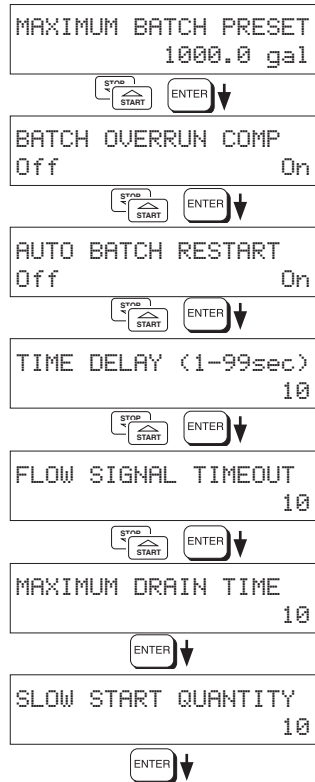 MAXIMUM BATCH PRESET
1000.0 gal
STOP
START ENTER
BATCH OVERRUN COMP
Off On
STOP
START ENTER
AUTO BATCH RESTART
Off On
STOP
START ENTER
TIME DELAY (1-99sec)
10
STOP
START ENTER
FLOW SIGNAL TIMEOUT
10
STOP
START ENTER
MAXIMUM DRAIN TIME
10
ENTER
SLOW START QUANTITY
10
ENTER